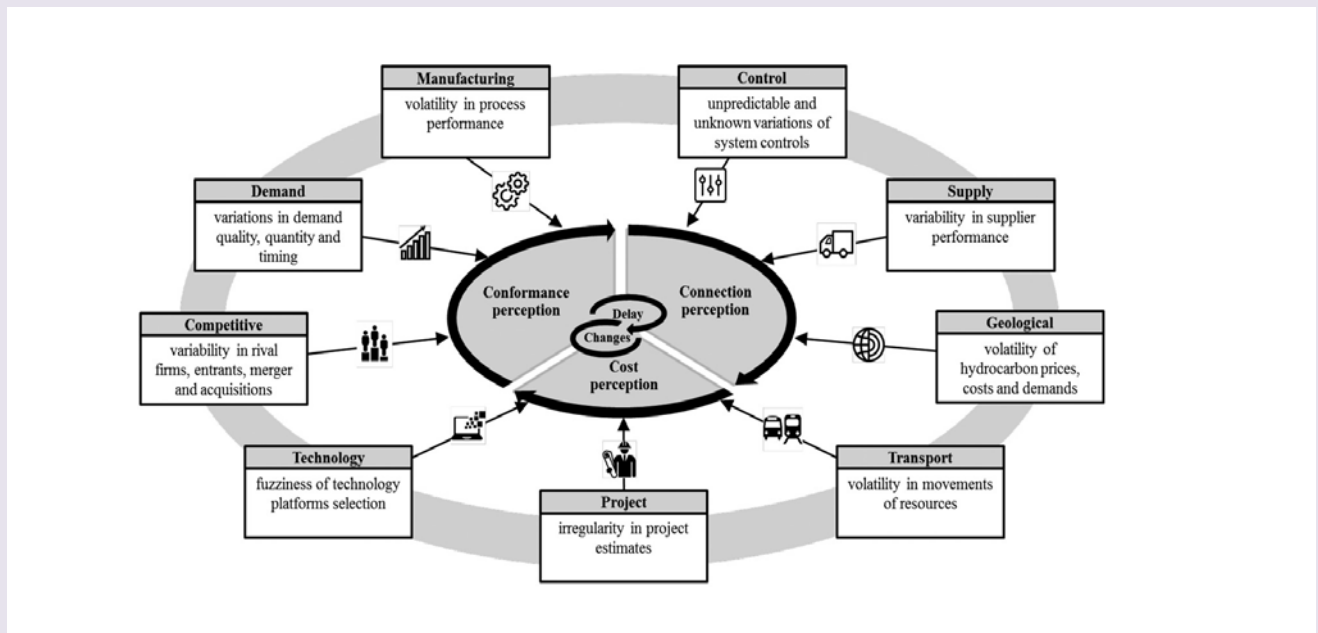 Manufacturing
volatility in process
performance
Control
unpredictable and
unknown variations of
system controls
Demand
variations in demand
quality, quantity and
timing
Supply
variability in supplier
performance
Conformance
perception
Connection
perception
Delay
Changes
Cost
perception
Competitive
variability in rival
firms, entrants, merger
and acquisitions
Geological
volatility of
hydrocarbon prices,
costs and demands
Technology
fuzziness of technology
platforms selection
Project
irregularity in project
estimates
Transport
volatility in movements
of resources